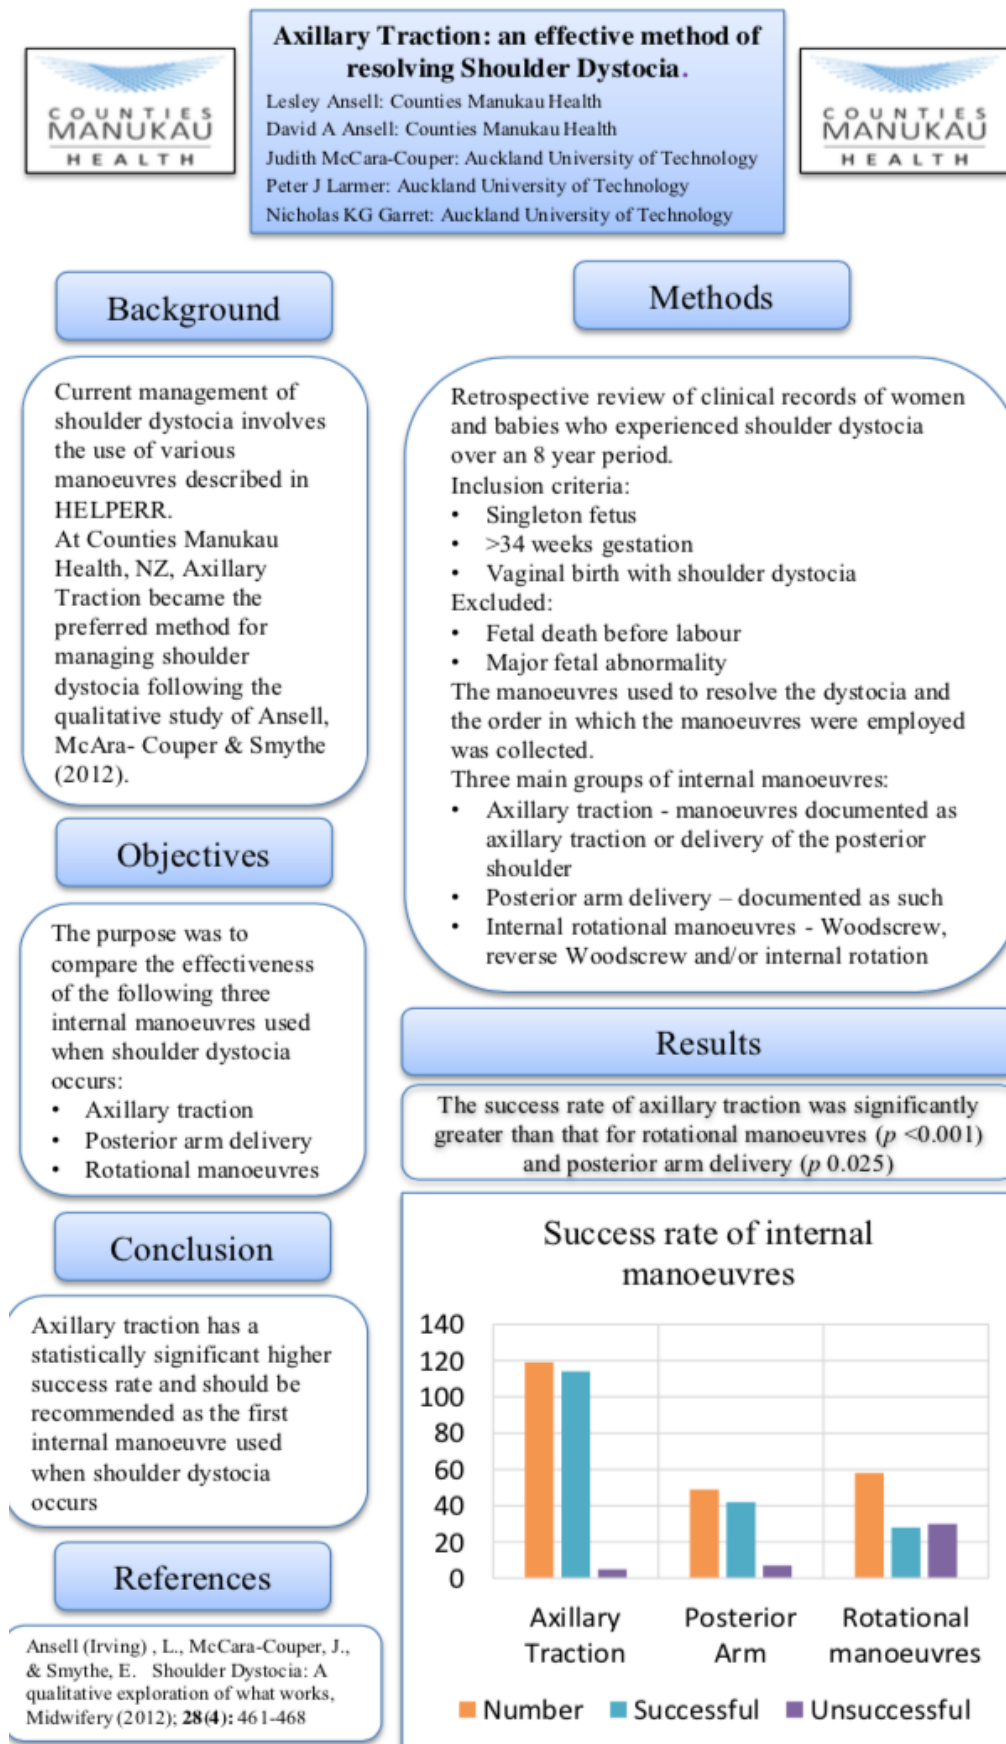 COUNTIES
MANUKAU
HEALTH
Axillary Traction: an effective method of
resolving Shoulder Dystocia.
Lesley Ansell: Counties Manukau Health
David A Ansell: Counties Manukau Health
Judith McCara-Couper: Auckland University of Technology
Peter J Larmer: Auckland University of Technology
Nicholas KG Garret: Auckland University of Technology
COUNTIES
MANUKAU
HEALTH
Background
Current management of
shoulder dystocia involves
the use of various
manoeuvres described in
HELPERR.
At Counties Manukau
Health, NZ, Axillary
Traction became the
preferred method for
managing shoulder
dystocia following the
qualitative study of Ansell,
McAra- Couper & Smythe
(2012).
Objectives
The purpose was to
compare the effectiveness
of the following three
internal manoeuvres used
when shoulder dystocia
occurs:
• Axillary traction
• Posterior arm delivery
• Rotational manoeuvres
Conclusion
Axillary traction has a
statistically significant higher
success rate and should be
recommended as the first
internal manoeuvre used
when shoulder dystocia
occurs
References
Ansell (Irving) , L., McCara-Couper, J.,
& Smythe, E. Shoulder Dystocia: A
qualitative exploration of what works,
Midwifery (2012); 28(4): 461-468
Methods
Retrospective review of clinical records of women
and babies who experienced shoulder dystocia
over an 8 year period.
Inclusion criteria:
• Singleton fetus
• >34 weeks gestation
• Vaginal birth with shoulder dystocia
Excluded:
• Fetal death before labour
• Major fetal abnormality
The manoeuvres used to resolve the dystocia and
the order in which the manoeuvres were employed
was collected.
Three main groups of internal manoeuvres:
• Axillary traction - manoeuvres documented as
axillary traction or delivery of the posterior
shoulder
• Posterior arm delivery – documented as such
• Internal rotational manoeuvres - Woodscrew,
reverse Woodscrew and/or internal rotation
Results
The success rate of axillary traction was significantly
greater than that for rotational manoeuvres (p <0.001)
and posterior arm delivery (p 0.025)
Success rate of internal
manoeuvres
140
120
100
80
60
40
20
0
Axillary
Traction
Posterior
Arm
Rotational
manoeuvres
Number Successful Unsuccessful